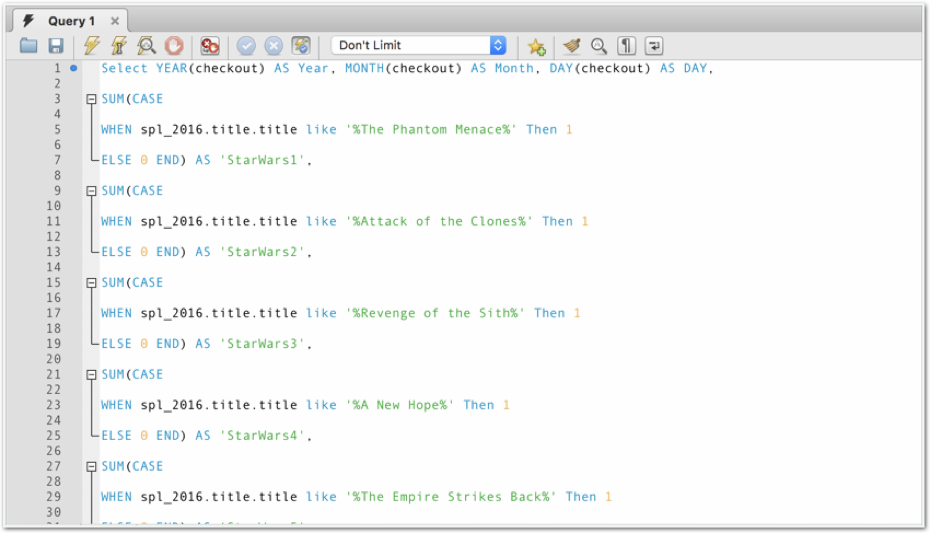 Query 1
Don't Limit
1 Select YEAR(checkout) AS Year, MONTH(checkout) AS Month, DAY(checkout) AS DAY,
2
3 SUM(CASE
4
5 WHEN spl_2016.title.title like '%The Phantom Menace%' Then 1
6
7 ELSE 0 END) AS 'StarWars1',
8
9 SUM(CASE
10
11 WHEN spl_2016.title.title like '%Attack of the Clones%' Then 1
12
13 ELSE 0 END) AS 'StarWars2',
14
15 SUM(CASE
16
17 WHEN spl_2016.title.title like '%Revenge of the Sith%' Then 1
18
19 ELSE 0 END) AS 'StarWars3',
20
21 SUM(CASE
22
23 WHEN spl_2016.title.title like '%A New Hope%' Then 1
24
25 ELSE 0 END) AS 'StarWars4',
26
27 SUM(CASE
28
29 WHEN spl_2016.title.title like '%The Empire Strikes Back%' Then 1
30